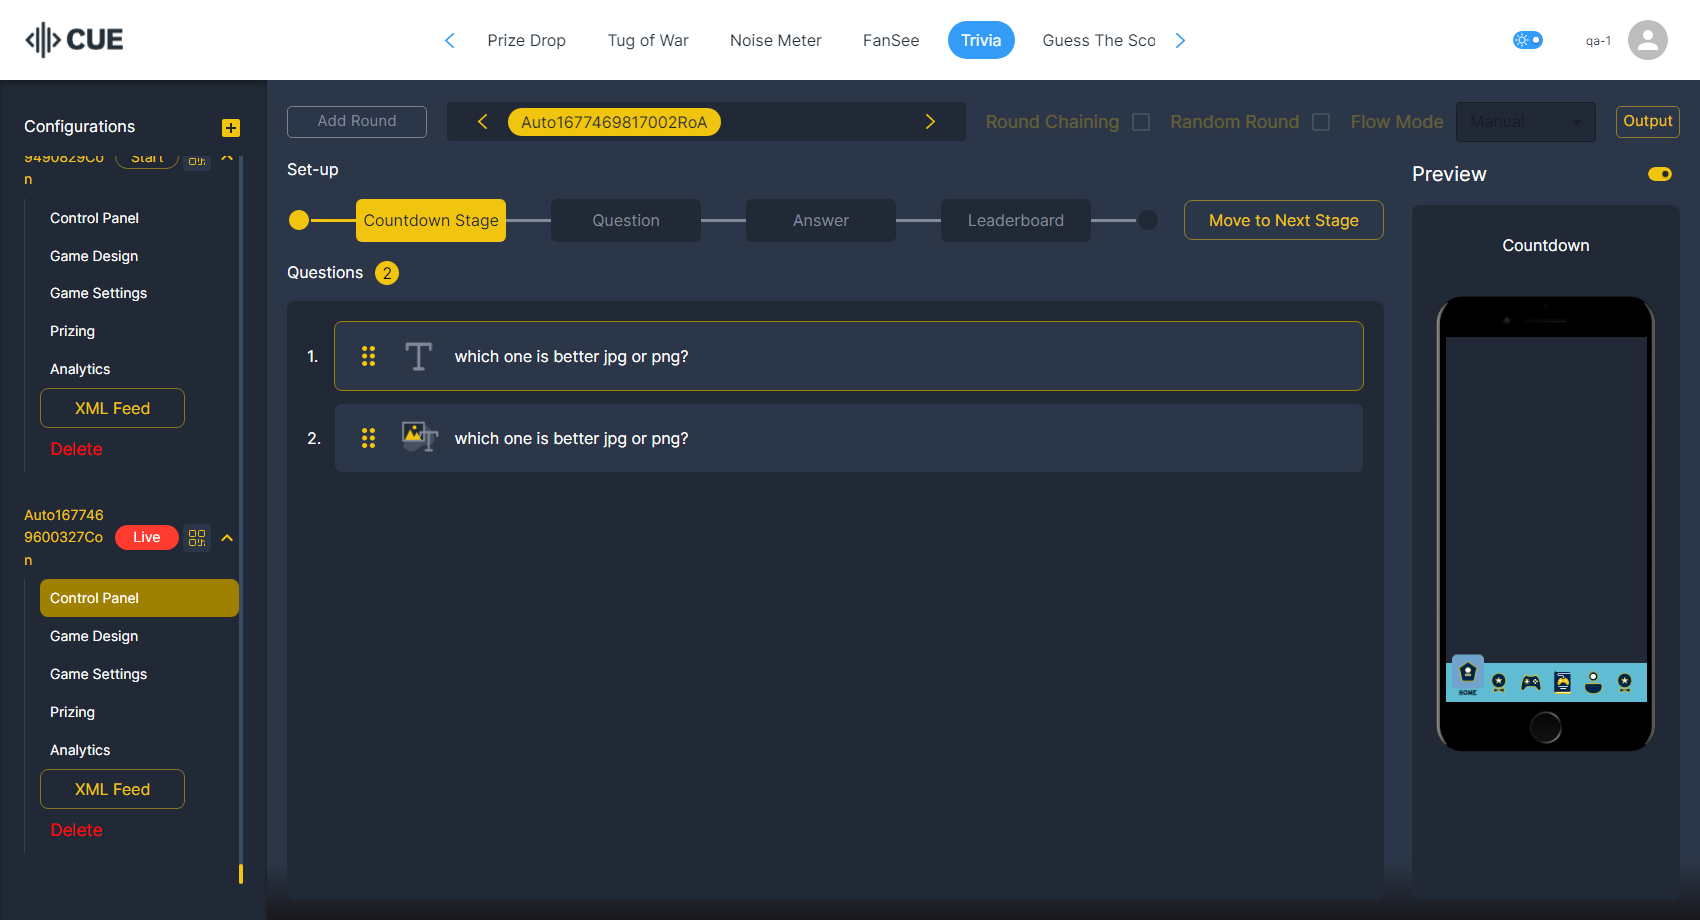 CUE
Prize Drop
Tug of War
Noise Meter
FanSee
Trivia
Guess The Sco
qa-1
Configurations
9490829Co
n
Start
Control Panel
Game Design
Game Settings
Prizing
Analytics
XML Feed
Delete
Auto167746
9600327Co
n
Live
Control Panel
Game Design
Game Settings
Prizing
Analytics
XML Feed
Delete
Add Round
Auto1677469817002RoA
Round Chaining
Random Round
Flow Mode
Manual
Output
Set-up
Countdown Stage
Question
Answer
Leaderboard
Move to Next Stage
Questions 2
1. which one is better jpg or png?
2. which one is better jpg or png?
Preview
Countdown
HOME